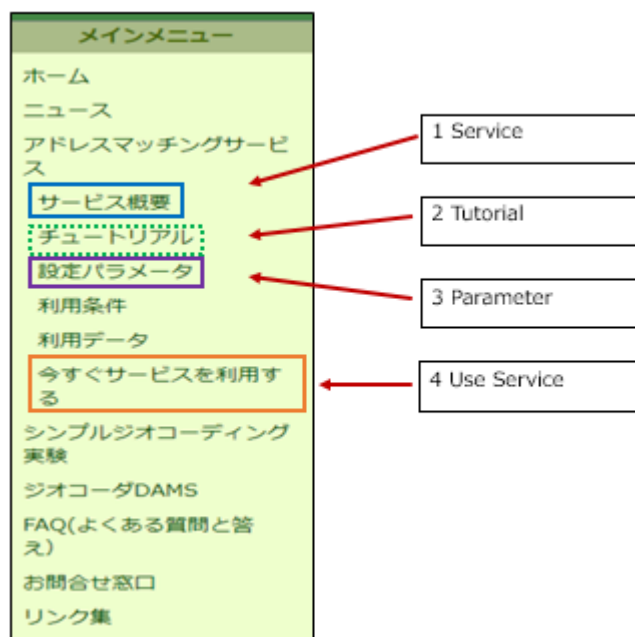 メインメニュー
ホーム
ニュース
アドレスマッチングサービ
ス
サービス概要
チュートリアル
設定パラメータ
利用条件
利用データ
今すぐサービスを利用す
る
シンプルジオコーディング
実験
ジオコーダDAMS
FAQ(よくある質問と答
え)
お問合せ窓口
リンク集
1 Service
2 Tutorial
3 Parameter
4 Use Service